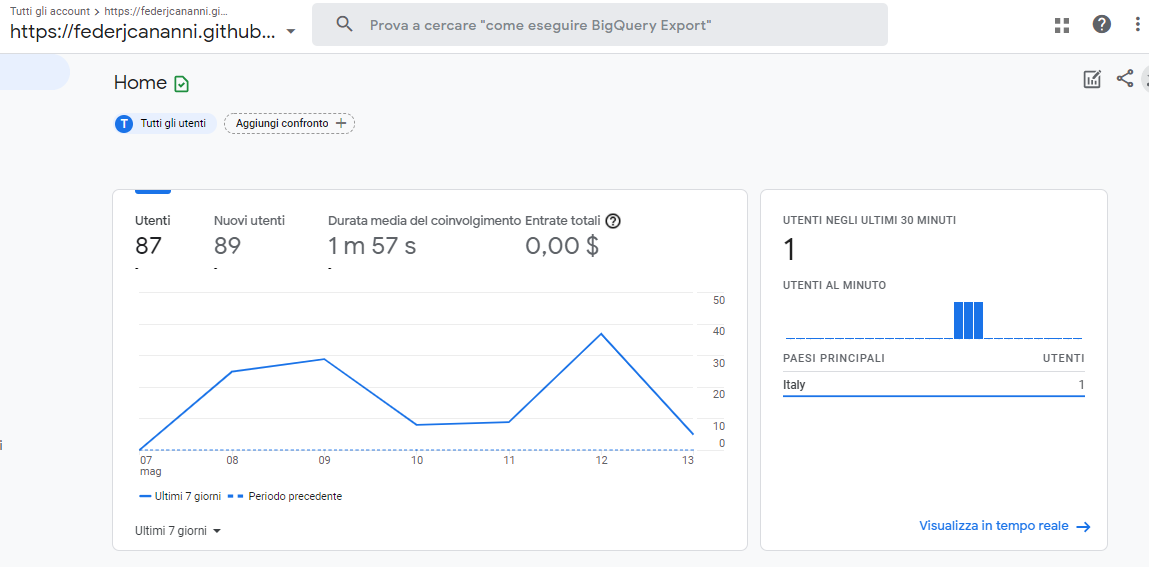 Tutti gli account > https://federjcananni.gi...
https://federjcananni.github...
Prova a cercare "come eseguire BigQuery Export"
Home
T Tutti gli utenti
Aggiungi confronto +
Utenti
87
-
Nuovi utenti
89
-
Durata media del coinvolgimento
1 m 57 s
-
Entrate totali
0,00 $
50
40
30
20
10
0
07 08 09 10 11 12 13
mag
Ultimi 7 giorni Periodo precedente
Ultimi 7 giorni
UTENTI NEGLI ULTIMI 30 MINUTI
1
UTENTI AL MINUTO
PAESI PRINCIPALI UTENTI
Italy 1
Visualizza in tempo reale →
i